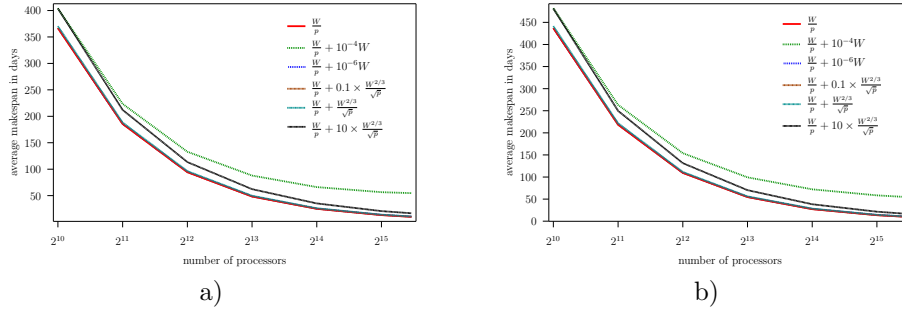 400
350
300
250
200
150
100
50
average makespan in days
2^10 2^11 2^12 2^13 2^14 2^15
number of processors
W/p
W/p + 10^-4 W
W/p + 10^-6 W
W/p + 0.1 × W^2/3/√p
W/p + W^2/3/√p
W/p + 10 × W^2/3/√p
a)
450
400
350
300
250
200
150
100
50
0
average makespan in days
2^10 2^11 2^12 2^13 2^14 2^15
number of processors
W/p
W/p + 10^-4 W
W/p + 10^-6 W
W/p + 0.1 × W^2/3/√p
W/p + W^2/3/√p
W/p + 10 × W^2/3/√p
b)